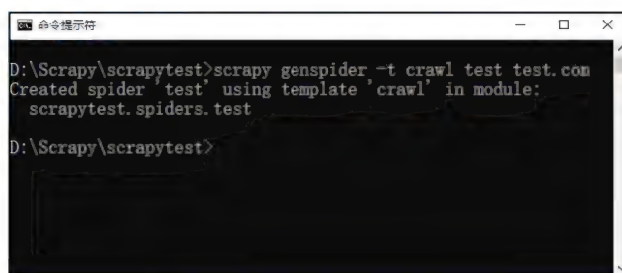 命令提示符
D:\Scrapy\scrapytest>scrapy genspider -t crawl test test.com
Created spider 'test' using template 'crawl' in module:
  scrapytest.spiders.test
D:\Scrapy\scrapytest>